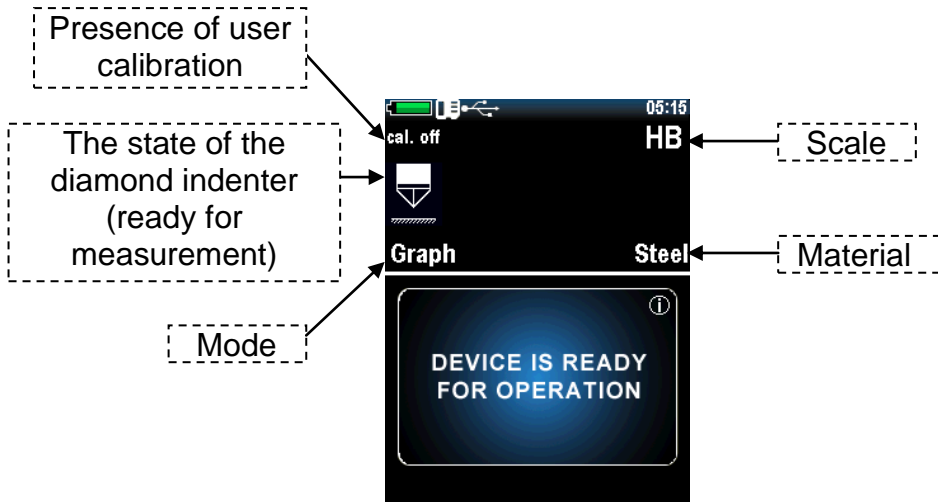 Presence of user
calibration
The state of the
diamond indenter
(ready for
measurement)
Mode
05:15
cal. off
HB
Graph
Steel
DEVICE IS READY
FOR OPERATION
Scale
Material